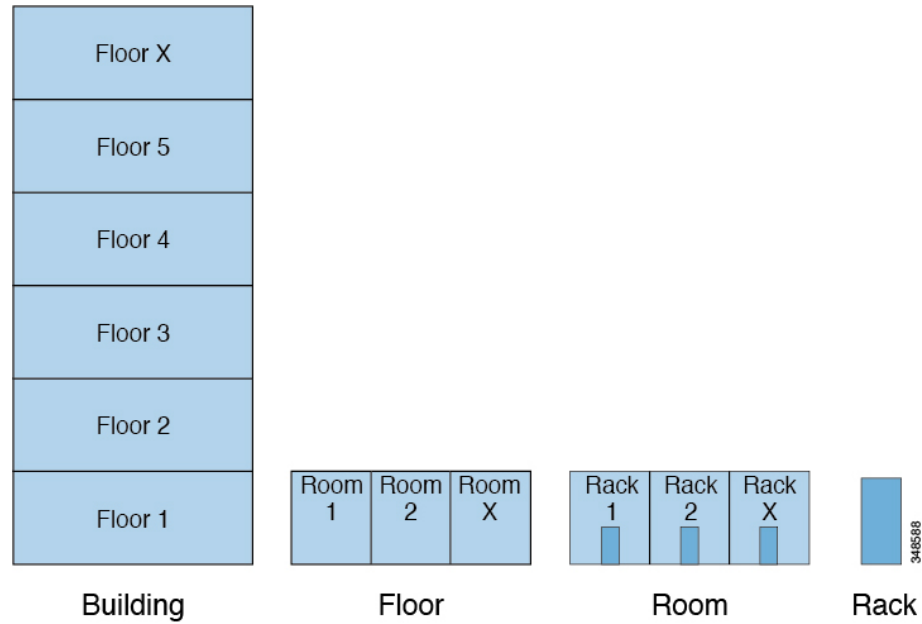 Floor X
Floor 5
Floor 4
Floor 3
Floor 2
Floor 1
Building
Room Room Room
1 2 X
Floor
Rack Rack Rack
1 2 X
Room
Rack
348588